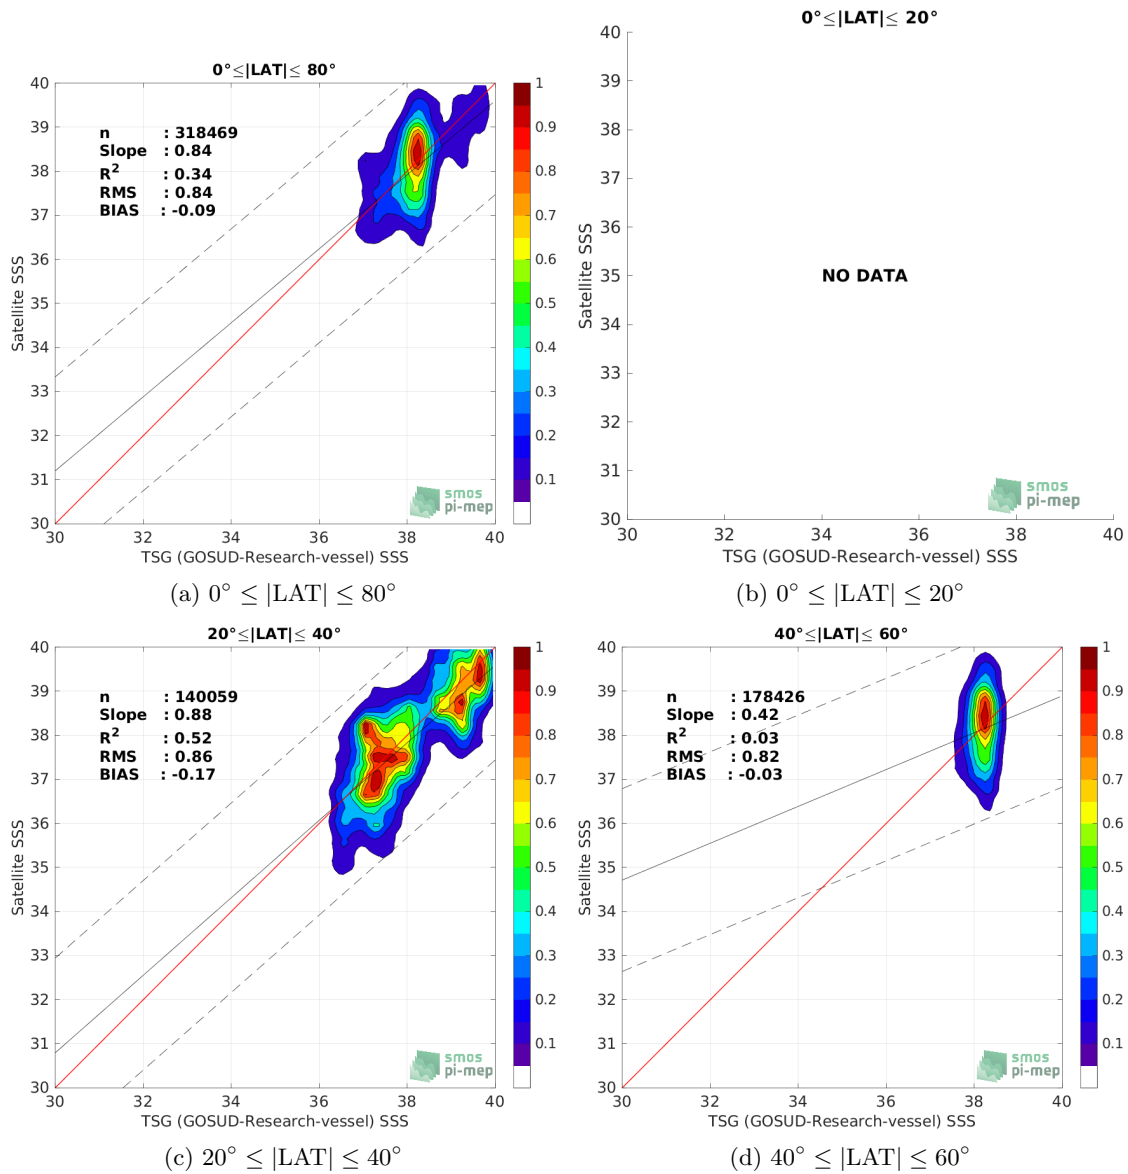 0°≤|LAT|≤ 80°
40
39
38
37
36
35
34
33
32
31
30
Satellite SSS
n : 318469
Slope : 0.84
R² : 0.34
RMS : 0.84
BIAS : -0.09
smos
pi-mep
30 32 34 36 38 40
TSG (GOSUD-Research-vessel) SSS
1
0.9
0.8
0.7
0.6
0.5
0.4
0.3
0.2
0.1
(a) 0° ≤ |LAT| ≤ 80°
0°≤|LAT|≤ 20°
40
39
38
37
36
35
34
33
32
31
30
Satellite SSS
NO DATA
smos
pi-mep
30 32 34 36 38 40
TSG (GOSUD-Research-vessel) SSS
(b) 0° ≤ |LAT| ≤ 20°
20°≤|LAT|≤ 40°
40
39
38
37
36
35
34
33
32
31
30
Satellite SSS
n : 140059
Slope : 0.88
R² : 0.52
RMS : 0.86
BIAS : -0.17
smos
pi-mep
30 32 34 36 38 40
TSG (GOSUD-Research-vessel) SSS
1
0.9
0.8
0.7
0.6
0.5
0.4
0.3
0.2
0.1
(c) 20° ≤ |LAT| ≤ 40°
40°≤|LAT|≤ 60°
40
39
38
37
36
35
34
33
32
31
30
Satellite SSS
n : 178426
Slope : 0.42
R² : 0.03
RMS : 0.82
BIAS : -0.03
smos
pi-mep
30 32 34 36 38 40
TSG (GOSUD-Research-vessel) SSS
1
0.9
0.8
0.7
0.6
0.5
0.4
0.3
0.2
0.1
(d) 40° ≤ |LAT| ≤ 60°